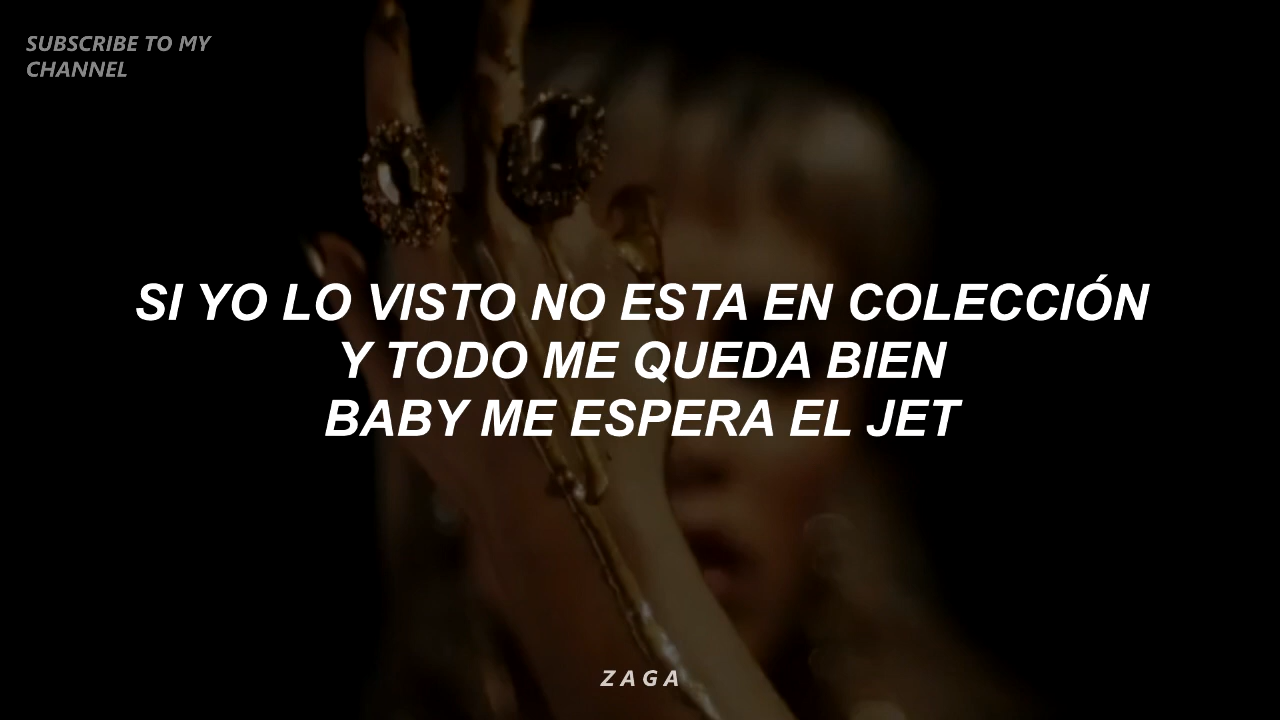 SUBSCRIBE TO MY
CHANNEL
SI YO LO VISTO NO ESTA EN COLECCIÓN
Y TODO ME QUEDA BIEN
BABY ME ESPERA EL JET
ZAGA